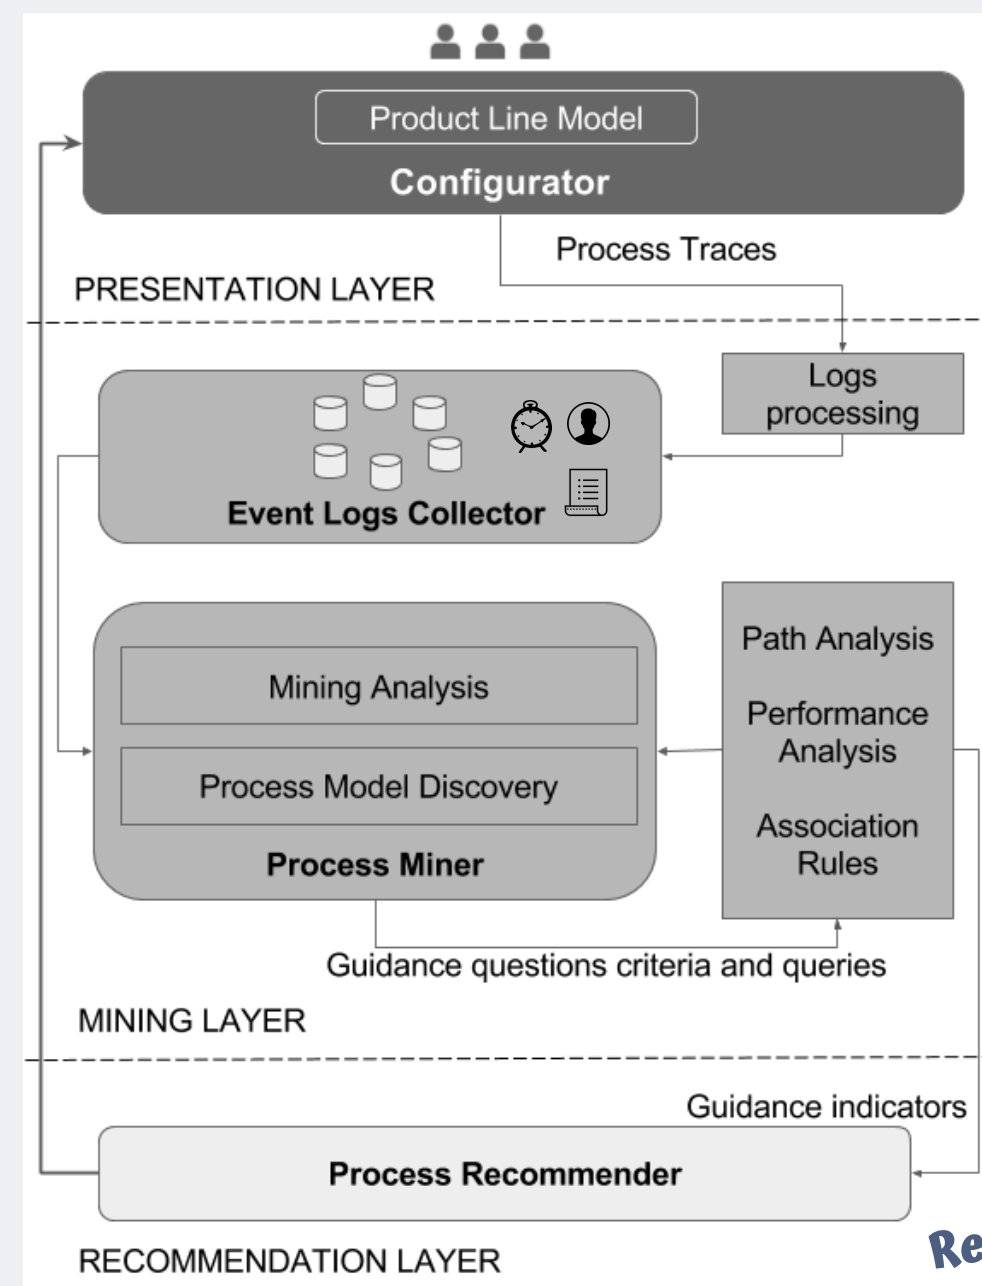 Product Line Model
Configurator
Process Traces
PRESENTATION LAYER
Logs
processing
Event Logs Collector
Path Analysis
Mining Analysis
Performance
Analysis
Process Model Discovery
Association
Rules
Process Miner
Guidance questions criteria and queries
MINING LAYER
Guidance indicators
Process Recommender
RECOMMENDATION LAYER